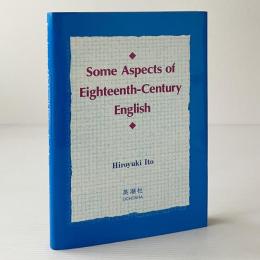 Some Aspects of
Eighteenth-Century
English
Hiroyuki Ito
英潮社
EICHOSHA